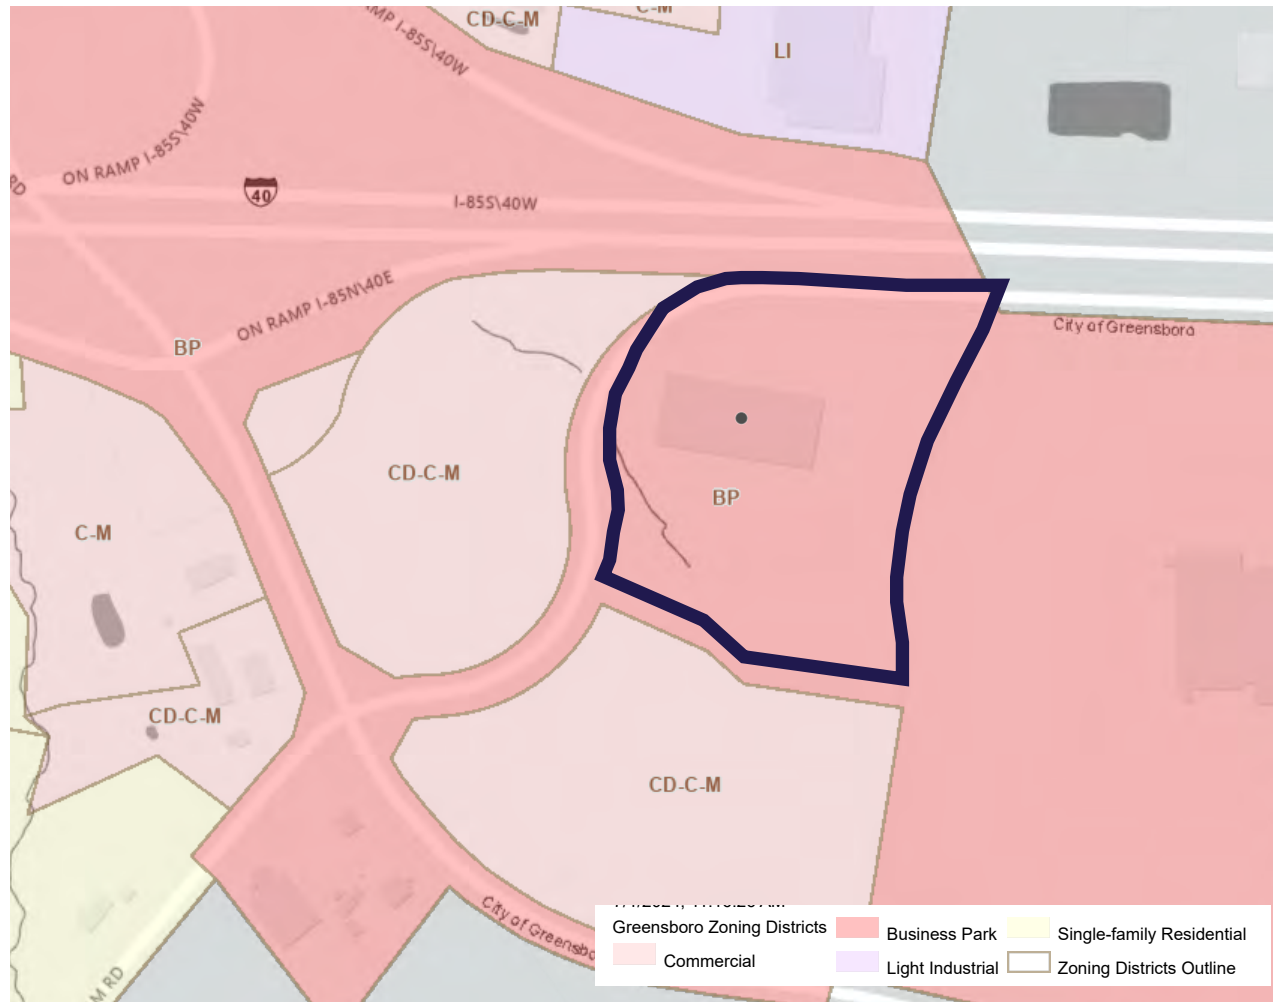 CD-C-M
C-M
RAMP I-85S\40W
LI
ON RAMP I-85S\40W
RD
40
I-85S\40W
ON RAMP I-85N\40E
City of Greensboro
BP
CD-C-M
BP
C-M
CD-C-M
CD-C-M
City of Greensbo
M RD
Greensboro Zoning Districts
Commercial
Business Park
Light Industrial
Single-family Residential
Zoning Districts Outline